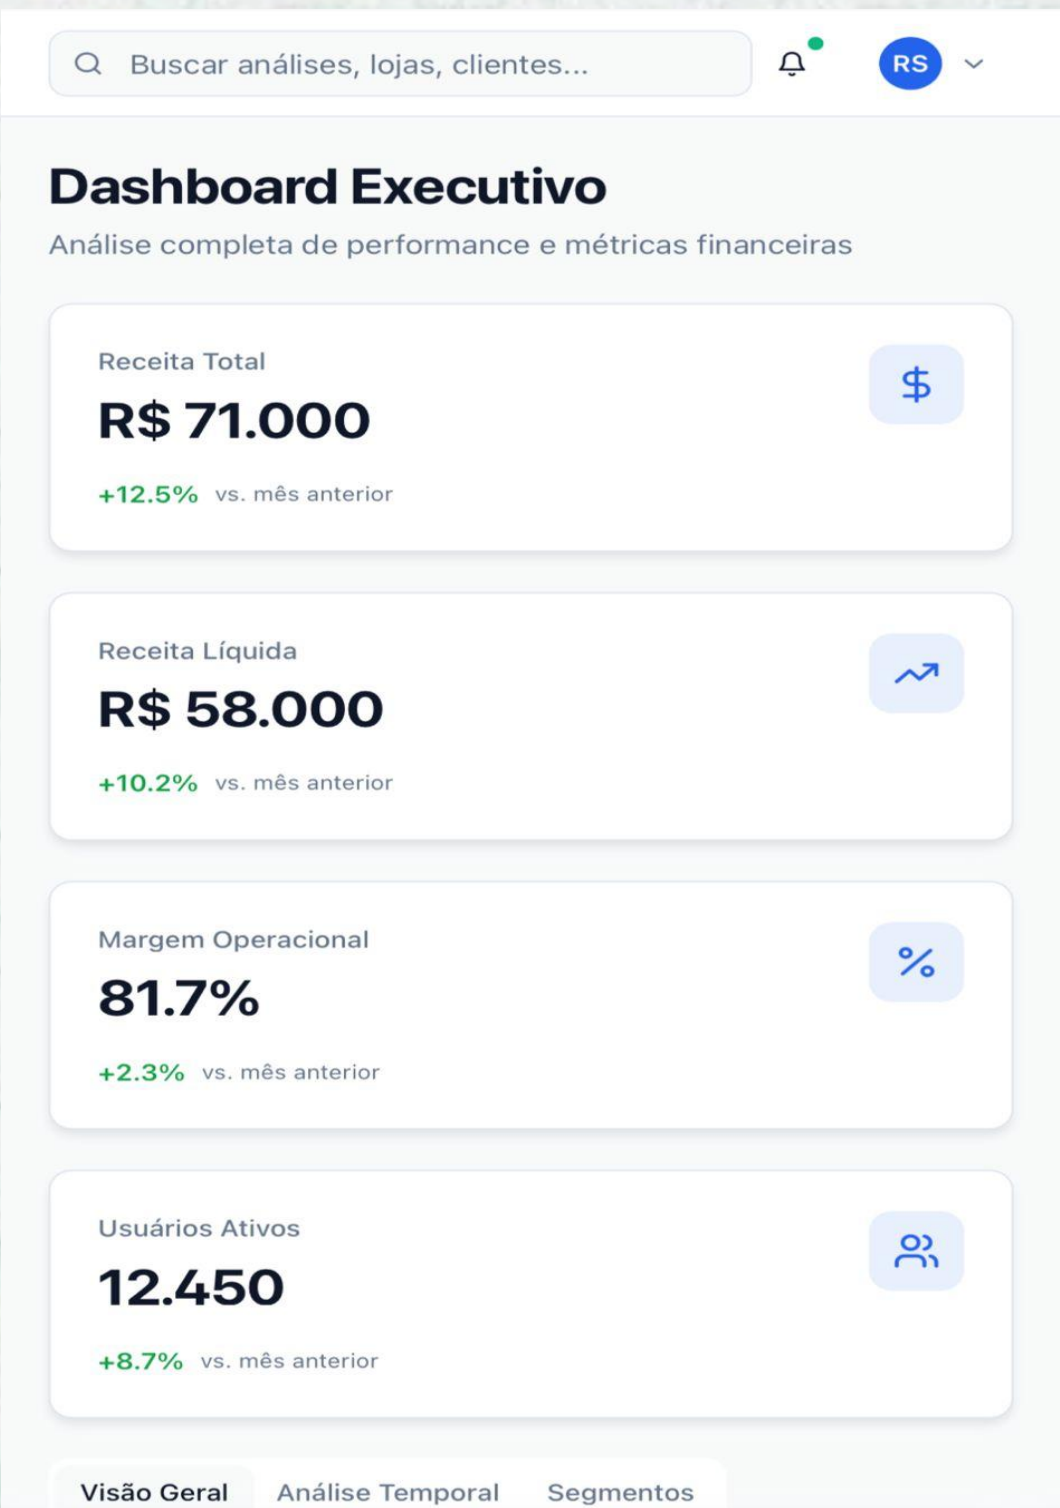 Buscar análises, lojas, clientes...
RS
Dashboard Executivo
Análise completa de performance e métricas financeiras
Receita Total
R$ 71.000
+12.5% vs. mês anterior
Receita Líquida
R$ 58.000
+10.2% vs. mês anterior
Margem Operacional
81.7%
+2.3% vs. mês anterior
Usuários Ativos
12.450
+8.7% vs. mês anterior
Visão Geral Análise Temporal Segmentos